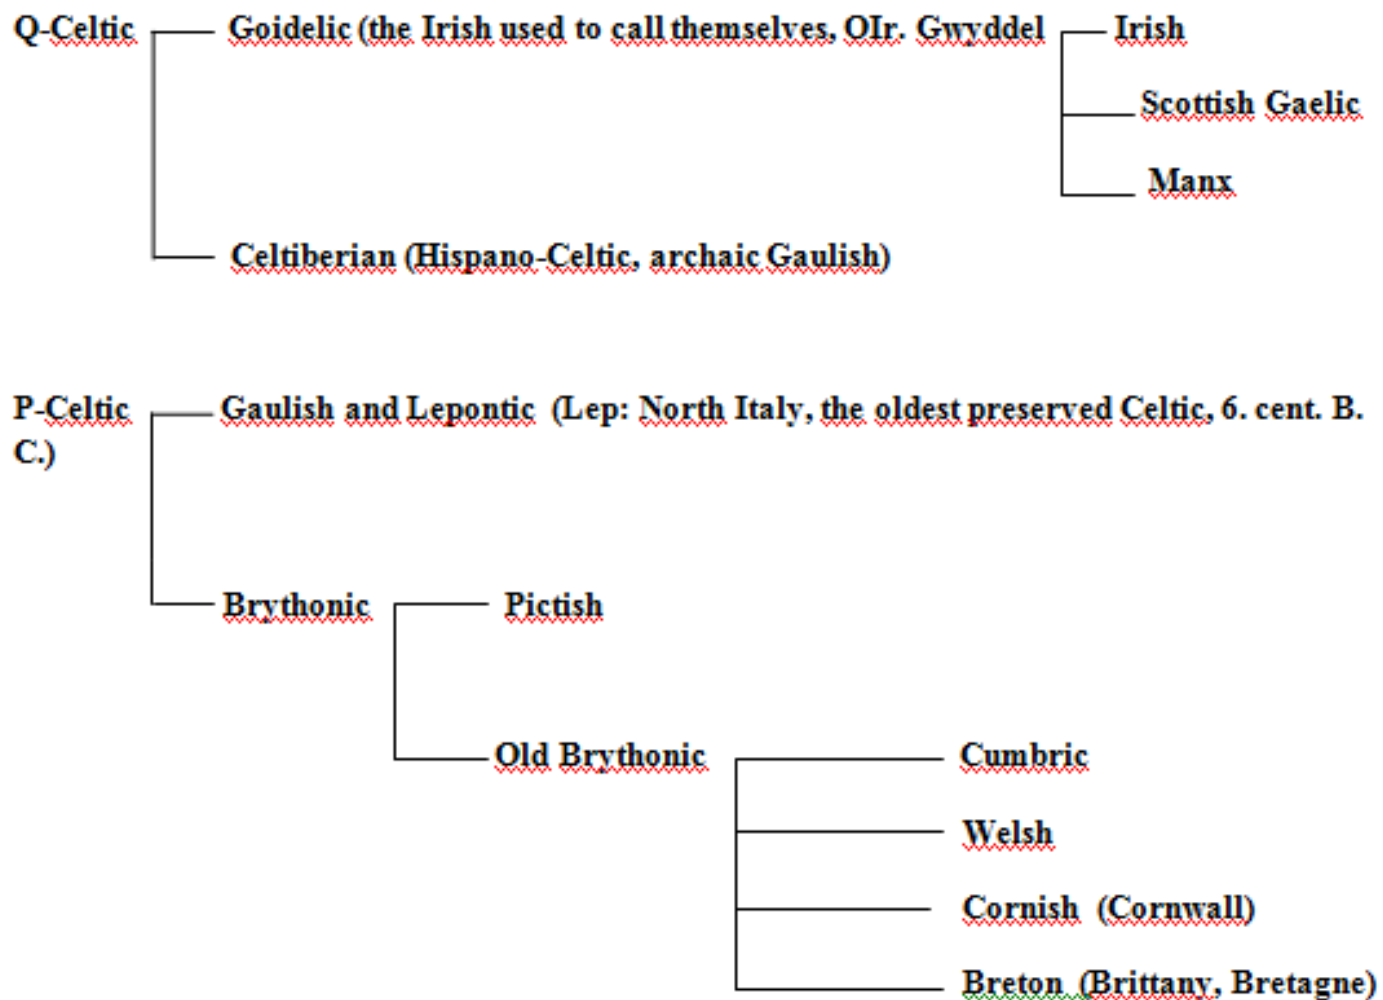 Q-Celtic Goidelic (the Irish used to call themselves, OIr. Gwyddel Irish
Scottish Gaelic
Manx
Celtiberian (Hispano-Celtic, archaic Gaulish)
P-Celtic Gaulish and Lepontic (Lep: North Italy, the oldest preserved Celtic, 6. cent. B.
C.)
Brythonic Pictish
Old Brythonic Cumbric
Welsh
Cornish (Cornwall)
Breton (Brittany, Bretagne)